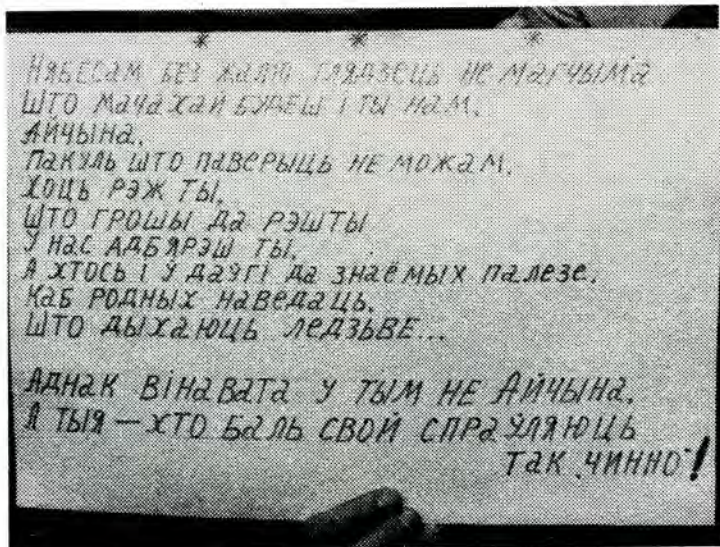 * * *
НЯБЕСАМ БЕЗ ЖАЛЮ ГЛЯДЗЕЦЬ НЕ МАГЧЫМА
ШТО МАЧАХАЙ БУДЕШ І ТЫ НАМ,
АЙЧЫНА.
ПАКУЛЬ ШТО ПАВЕРЫЦЬ НЕ МОЖАМ,
ХОЦЬ РЭЖ ТЫ,
ШТО ГРОШЫ ДА РЭШТЫ
У НАС АДБЯРЭШ ТЫ,
А ХТОСЬ І Ў ДАЎГІ ДА ЗНАЁМЫХ ПАЛЕЗЕ,
КАБ РОДНЫХ НАВЕДАЦЬ,
ШТО ДЫХАЮЦЬ ЛЕДЗЬВЕ...
АДНАК ВІНАВАТА У ТЫМ НЕ АЙЧЫНА,
А ТЫЯ — ХТО БАЛЬ СВОЙ СПРАЎЛЯЮЦЬ
ТАК „ЧИННО"!